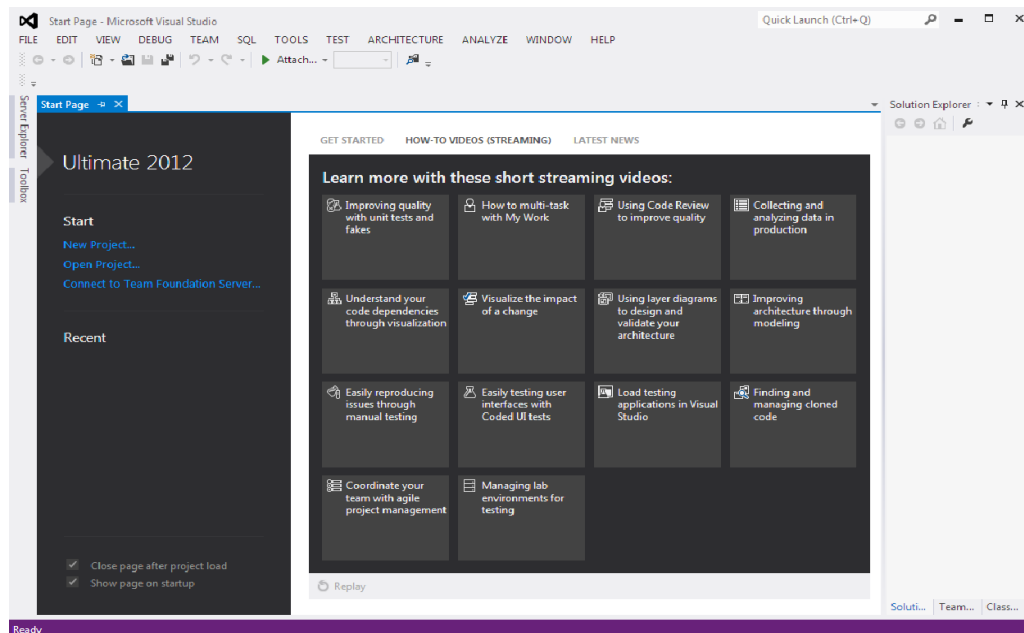 Start Page - Microsoft Visual Studio
Quick Launch (Ctrl+Q)
FILE EDIT VIEW DEBUG TEAM SQL TOOLS TEST ARCHITECTURE ANALYZE WINDOW HELP
Attach...
Server Explorer
Toolbox
Start Page
Ultimate 2012
Start
New Project...
Open Project...
Connect to Team Foundation Server...
Recent
Close page after project load
Show page on startup
GET STARTED HOW-TO VIDEOS (STREAMING) LATEST NEWS
Learn more with these short streaming videos:
Improving quality
with unit tests and
fakes
How to multi-task
with My Work
Using Code Review
to improve quality
Collecting and
analyzing data in
production
Understand your
code dependencies
through visualization
Visualize the impact
of a change
Using layer diagrams
to design and
validate your
architecture
Improving
architecture through
modeling
Easily reproducing
issues through
manual testing
Easily testing user
interfaces with
Coded UI tests
Load testing
applications in Visual
Studio
Finding and
managing cloned
code
Coordinate your
team with agile
project management
Managing lab
environments for
testing
Replay
Solution Explorer
Soluti... Team... Class...
Ready